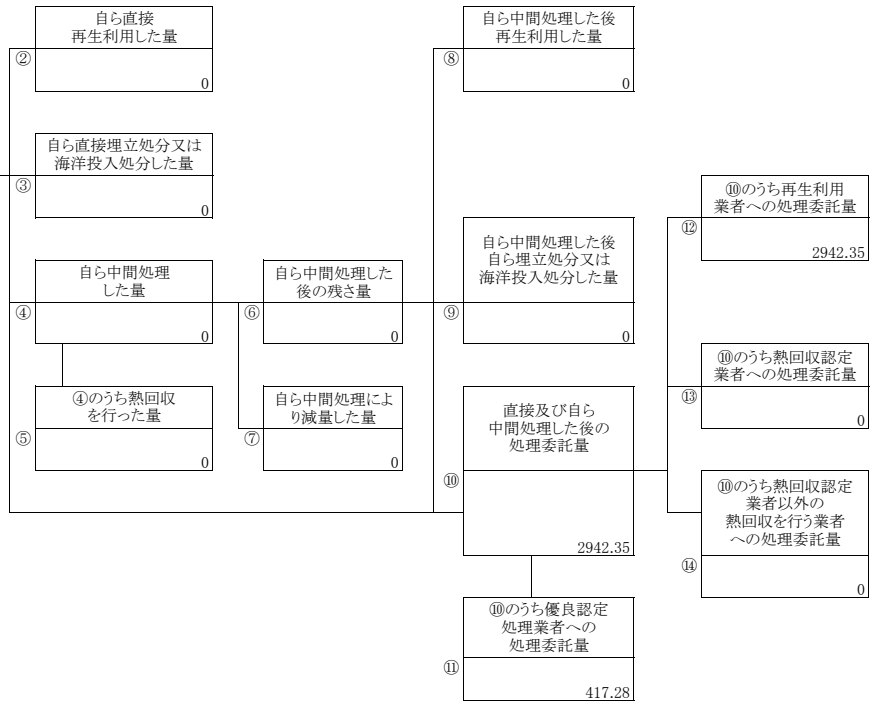 自ら直接
再生利用した量
②
0
自ら直接埋立処分又は
海洋投入処分した量
③
0
自ら中間処理
した量
④
0
④のうち熱回収
を行った量
⑤
0
自ら中間処理した
後の残さ量
⑥
0
自ら中間処理によ
り減量した量
⑦
0
自ら中間処理した後
再生利用した量
⑧
0
自ら中間処理した後
自ら埋立処分又は
海洋投入処分した量
⑨
0
直接及び自ら
中間処理した後の
処理委託量
⑩
2942.35
⑩のうち優良認定
処理業者への
処理委託量
⑪
417.28
⑩のうち再生利用
業者への処理委託量
⑫
2942.35
⑩のうち熱回収認定
業者への処理委託量
⑬
0
⑩のうち熱回収認定
業者以外の
熱回収を行う業者
への処理委託量
⑭
0